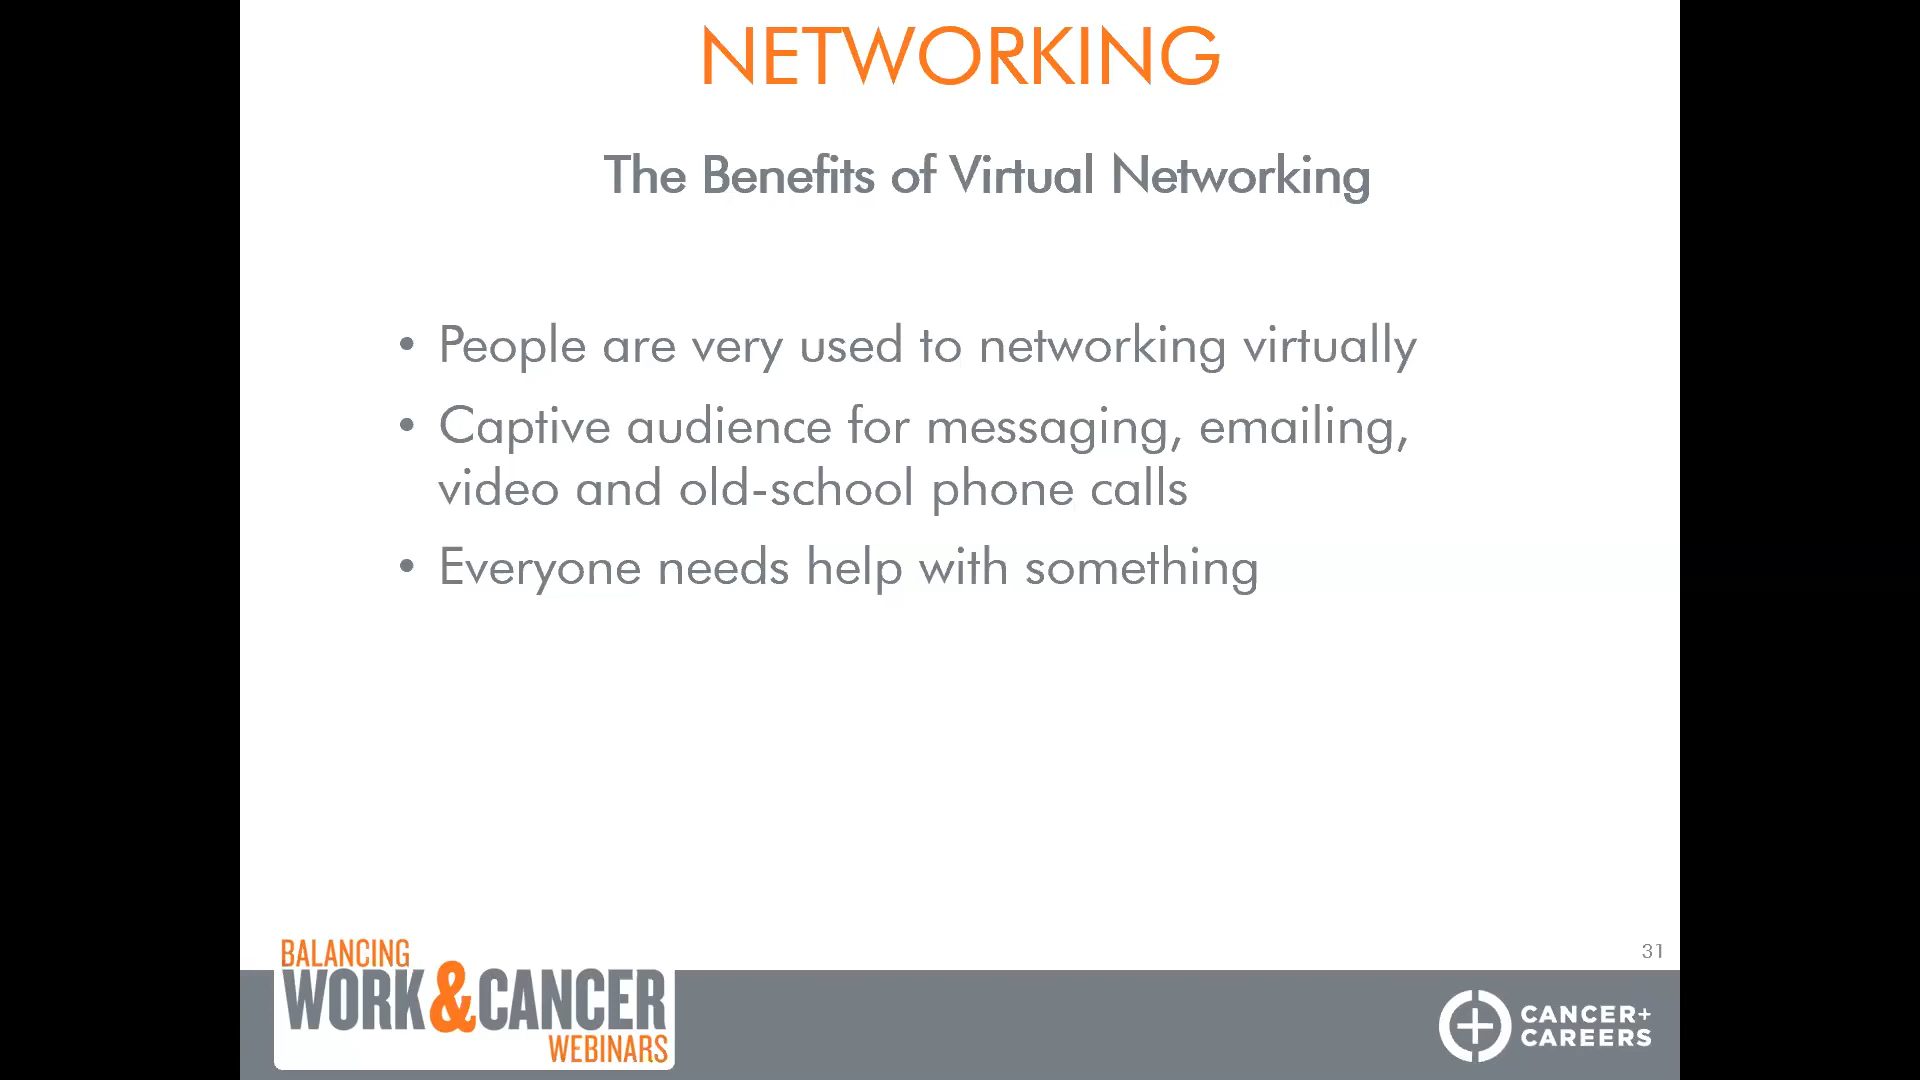 NETWORKING
The Benefits of Virtual Networking
• People are very used to networking virtually
• Captive audience for messaging, emailing,
video and old-school phone calls
• Everyone needs help with something
31
BALANCING
WORK & CANCER
WEBINARS
CANCER+
CAREERS